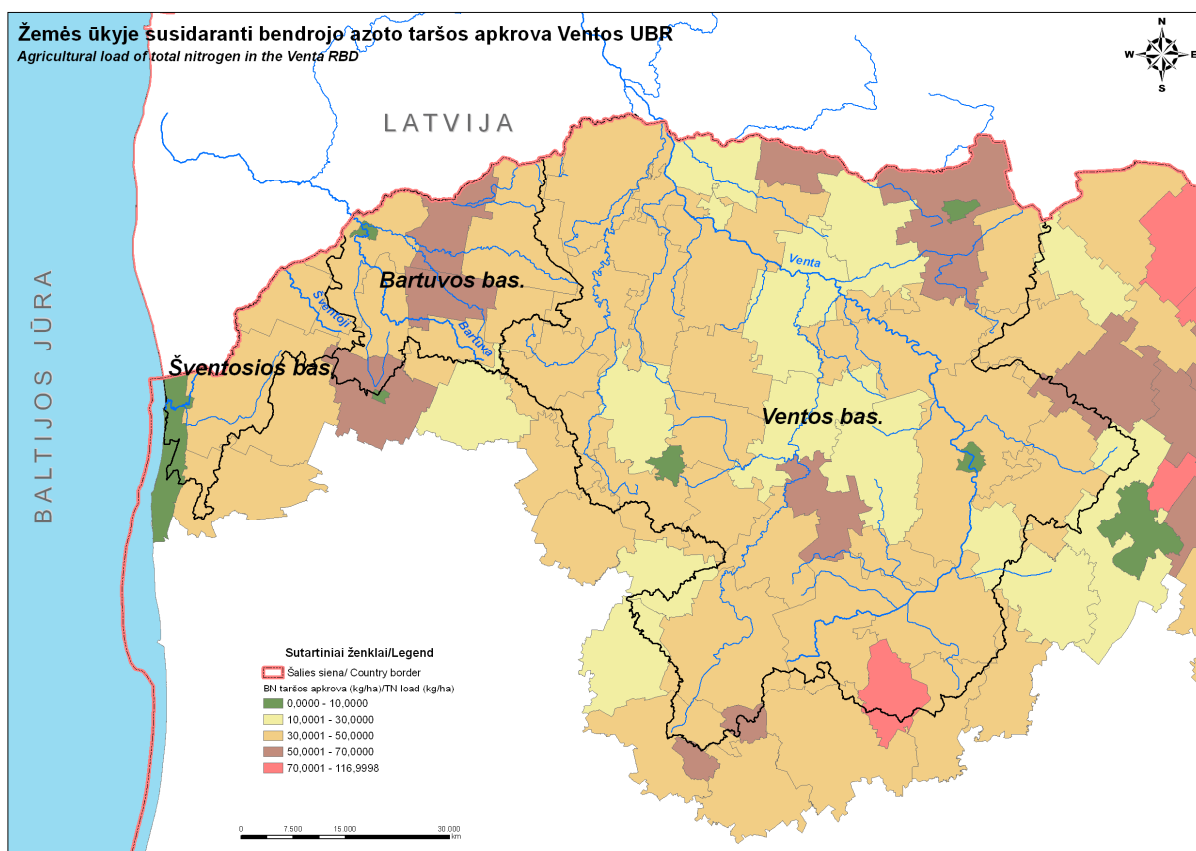 Žemės ūkyje susidaranti bendrojo azoto taršos apkrova Ventos UBR
Agricultural load of total nitrogen in the Venta RBD
N
W E
S
LATVIJA
BALTIJOS JŪRA
Venta
Bartuvos bas.
Šventoji
Bartuva
Šventosios bas.
Ventos bas.
Sutartiniai ženklai/Legend
Šalies siena/ Country border
BN taršos apkrova (kg/ha)/TN load (kg/ha)
0,0000 - 10,0000
10,0001 - 30,0000
30,0001 - 50,0000
50,0001 - 70,0000
70,0001 - 116,9998
0 7.500 15.000 30.000
km